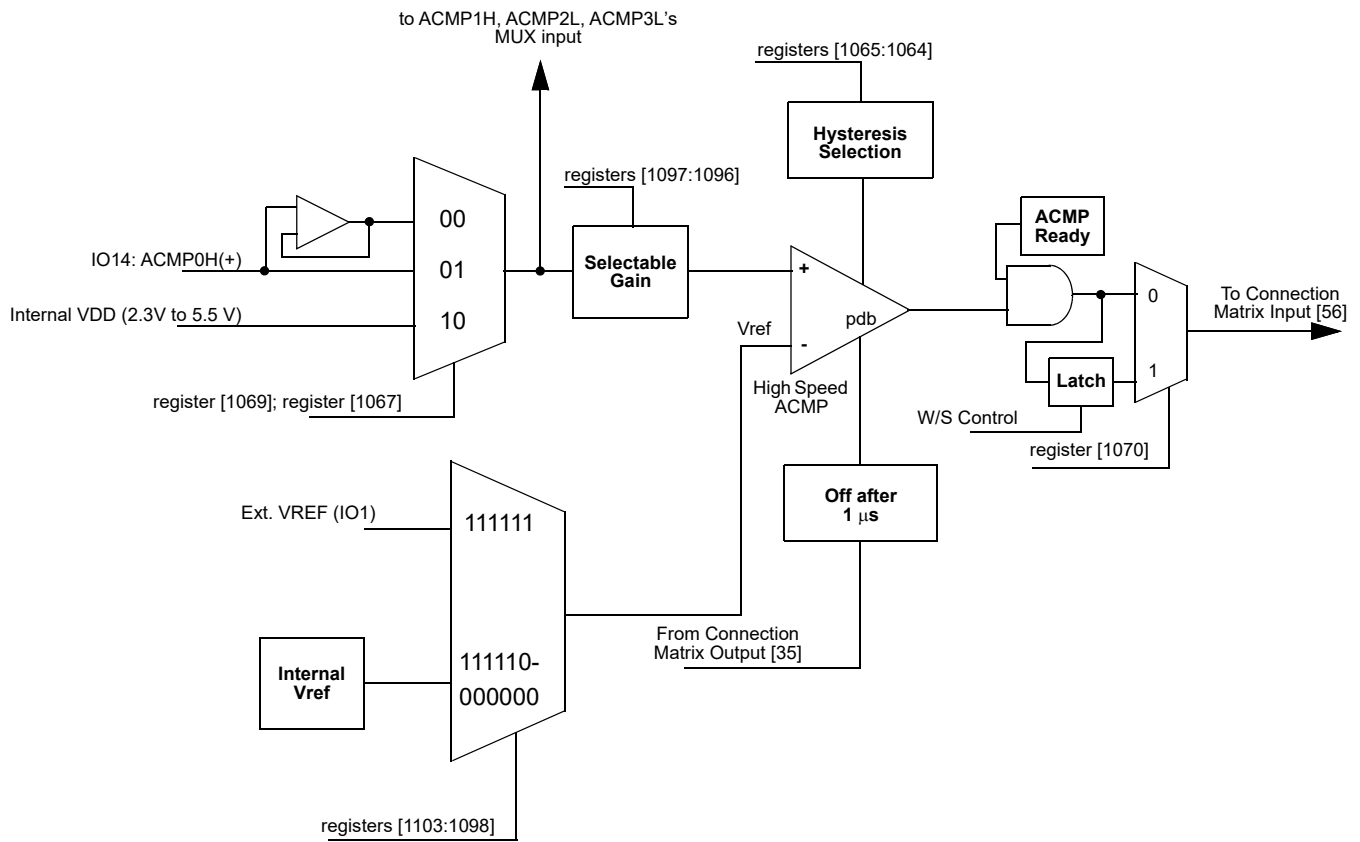 to ACMP1H, ACMP2L, ACMP3L's
MUX input
registers [1065:1064]
Hysteresis
Selection
registers [1097:1096]
ACMP
Ready
00
IO14: ACMP0H(+)
01
Selectable
Gain
+
Internal VDD (2.3V to 5.5 V)
10
pdb
Vref
-
0
To Connection
Matrix Input [56]
1
Latch
High Speed
ACMP
register [1069]; register [1067]
W/S Control
register [1070]
Off after
1 μs
Ext. VREF (IO1)
111111
From Connection
Matrix Output [35]
Internal
Vref
111110-
000000
registers [1103:1098]